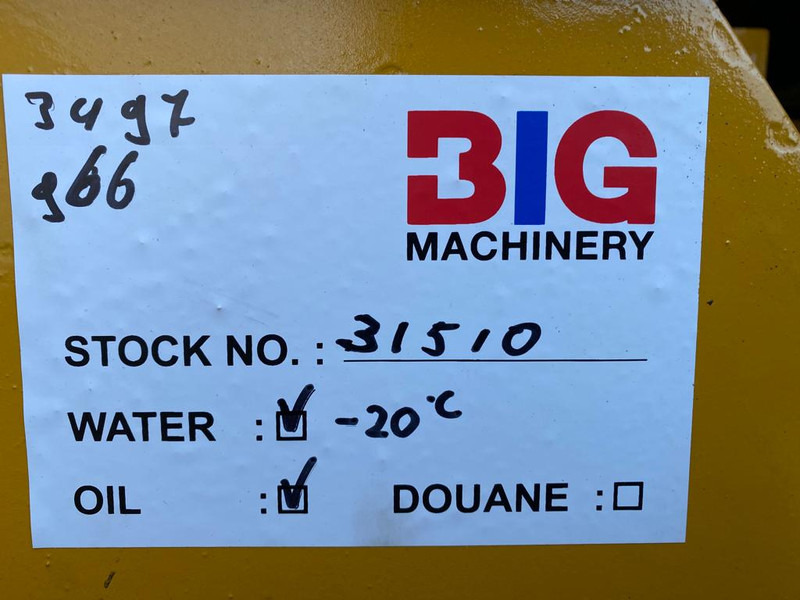 3497
966
BIG
MACHINERY
STOCK NO. : 31510
WATER : -20°C
OIL : DOUANE :